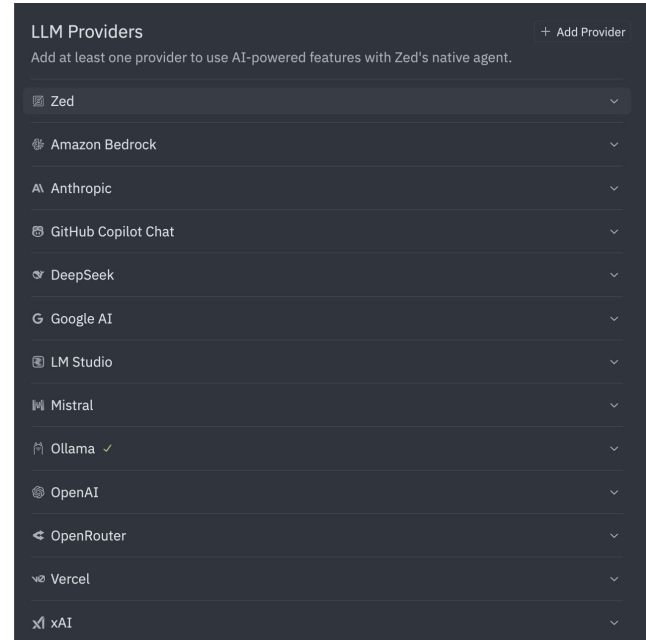 LLM Providers
+ Add Provider
Add at least one provider to use AI-powered features with Zed's native agent.
Zed
Amazon Bedrock
Anthropic
GitHub Copilot Chat
DeepSeek
Google AI
LM Studio
Mistral
Ollama ✓
OpenAI
OpenRouter
Vercel
xAI